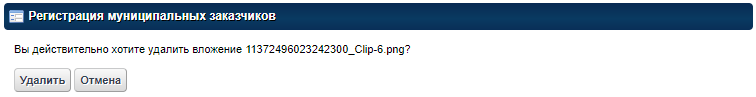 Регистрация муниципальных заказчиков
Вы действительно хотите удалить вложение 11372496023242300_Clip-6.png?
Удалить Отмена